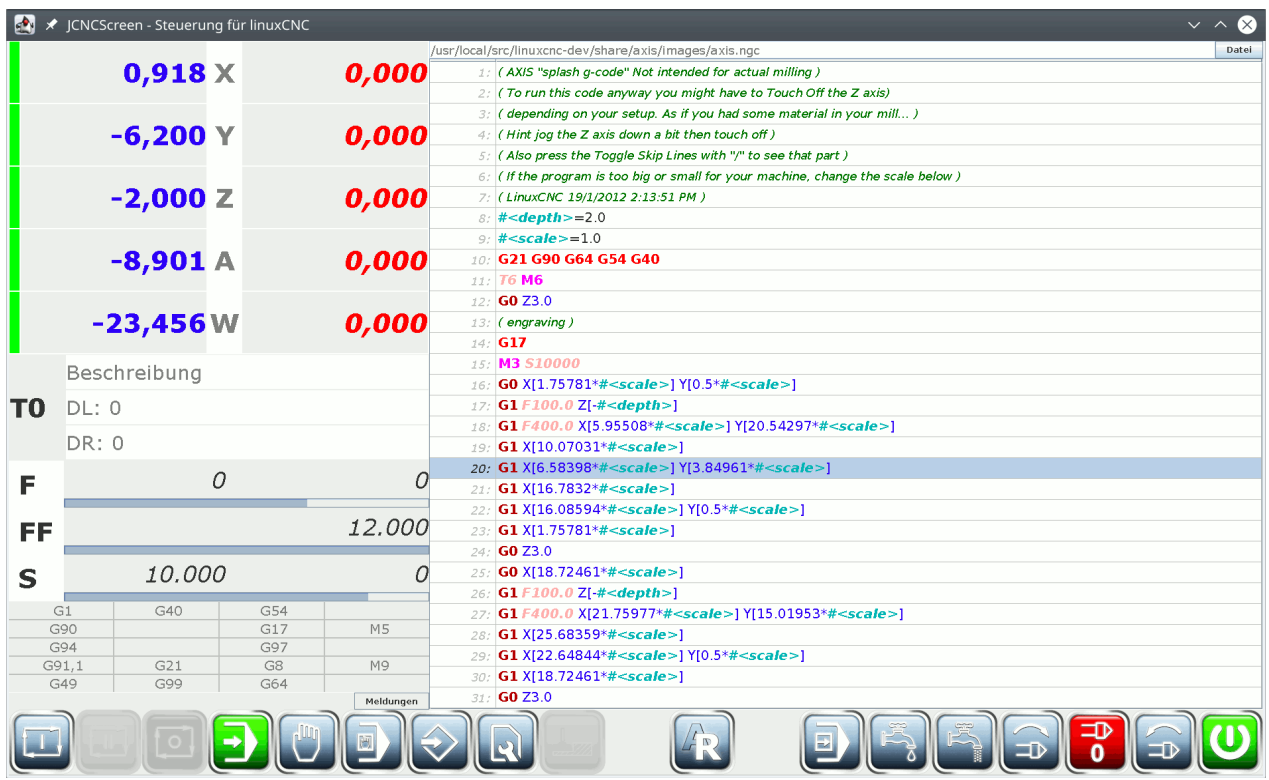 JCNCScreen - Steuerung für linuxCNC
0,918 X 0,000
-6,200 Y 0,000
-2,000 Z 0,000
-8,901 A 0,000
-23,456 W 0,000
T0
Beschreibung
DL: 0
DR: 0
F 0 0
FF 12.000
S 10.000 0
G1 G40 G54
G90 G17 M5
G94 G97
G91,1 G21 G8 M9
G49 G99 G64
Meldungen
/usr/local/src/linuxcnc-dev/share/axis/images/axis.ngc
Datei
1: ( AXIS "splash g-code" Not intended for actual milling )
2: ( To run this code anyway you might have to Touch Off the Z axis)
3: ( depending on your setup. As if you had some material in your mill... )
4: ( Hint jog the Z axis down a bit then touch off )
5: ( Also press the Toggle Skip Lines with "/" to see that part )
6: ( If the program is too big or small for your machine, change the scale below )
7: ( LinuxCNC 19/1/2012 2:13:51 PM )
8: #<depth>=2.0
9: #<scale>=1.0
10: G21 G90 G64 G54 G40
11: T6 M6
12: G0 Z3.0
13: ( engraving )
14: G17
15: M3 S10000
16: G0 X[1.75781*#<scale>] Y[0.5*#<scale>]
17: G1 F100.0 Z[-#<depth>]
18: G1 F400.0 X[5.95508*#<scale>] Y[20.54297*#<scale>]
19: G1 X[10.07031*#<scale>]
20: G1 X[6.58398*#<scale>] Y[3.84961*#<scale>]
21: G1 X[16.7832*#<scale>]
22: G1 X[16.08594*#<scale>] Y[0.5*#<scale>]
23: G1 X[1.75781*#<scale>]
24: G0 Z3.0
25: G0 X[18.72461*#<scale>]
26: G1 F100.0 Z[-#<depth>]
27: G1 F400.0 X[21.75977*#<scale>] Y[15.01953*#<scale>]
28: G1 X[25.68359*#<scale>]
29: G1 X[22.64844*#<scale>] Y[0.5*#<scale>]
30: G1 X[18.72461*#<scale>]
31: G0 Z3.0
AR
0